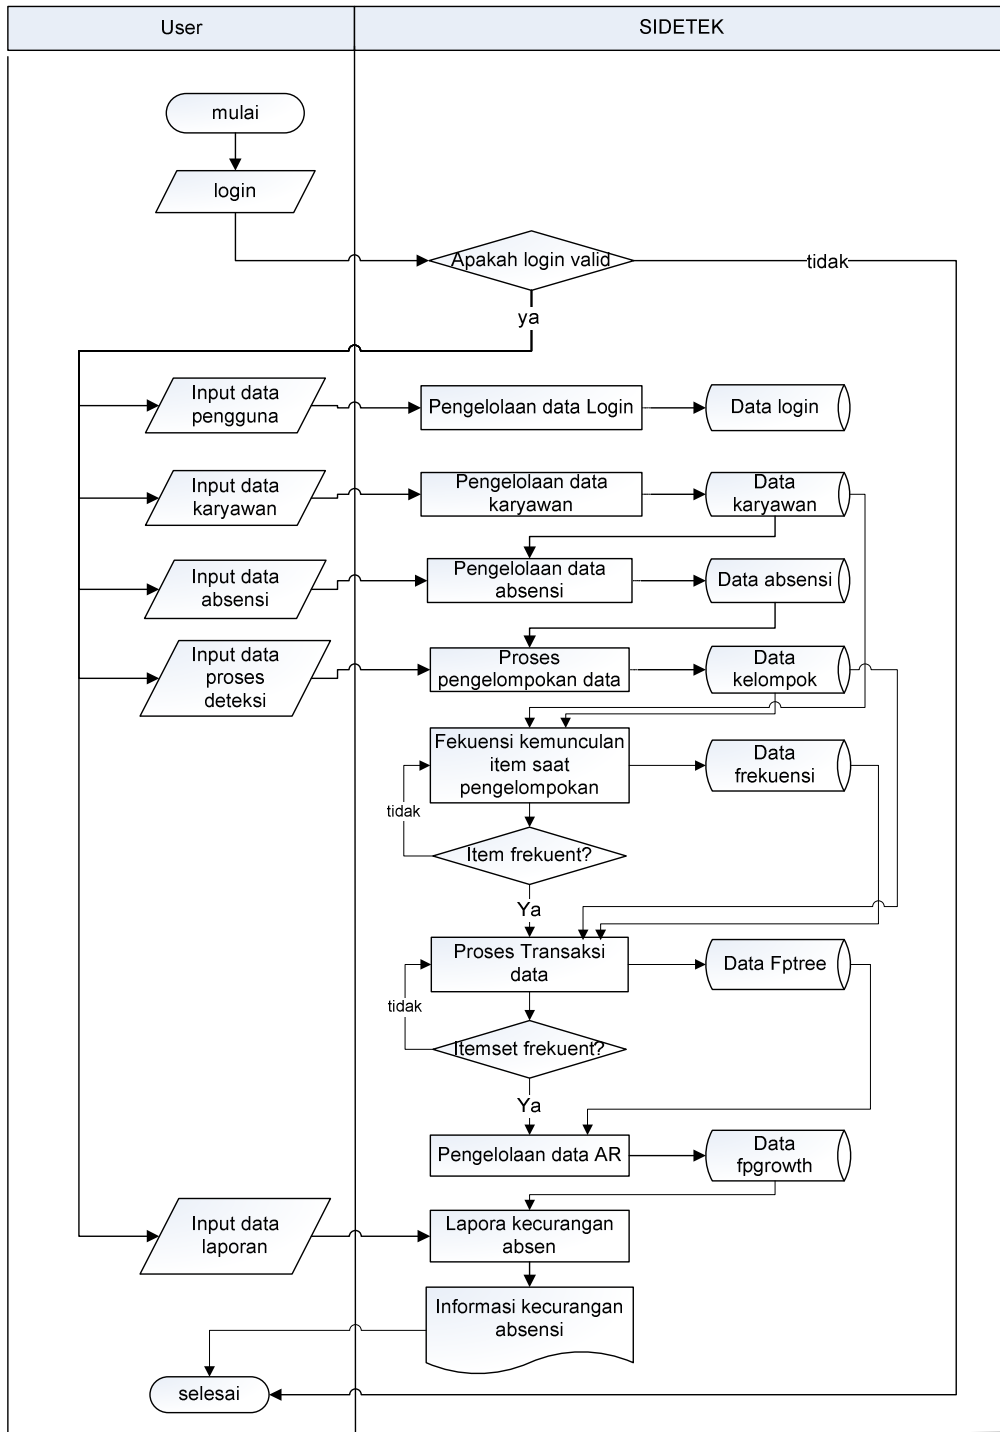 User
SIDETEK
mulai
login
Apakah login valid
tidak
ya
Input data
pengguna
Pengelolaan data Login
Data login
Input data
karyawan
Pengelolaan data
karyawan
Data
karyawan
Input data
absensi
Pengelolaan data
absensi
Data absensi
Input data
proses
deteksi
Proses
pengelompokan data
Data
kelompok
Fekuensi kemunculan
item saat
pengelompokan
Data
frekuensi
tidak
Item frekuent?
Ya
Proses Transaksi
data
Data Fptree
tidak
Itemset frekuent?
Ya
Pengelolaan data AR
Data
fpgrowth
Input data
laporan
Lapora kecurangan
absen
Informasi kecurangan
absensi
selesai